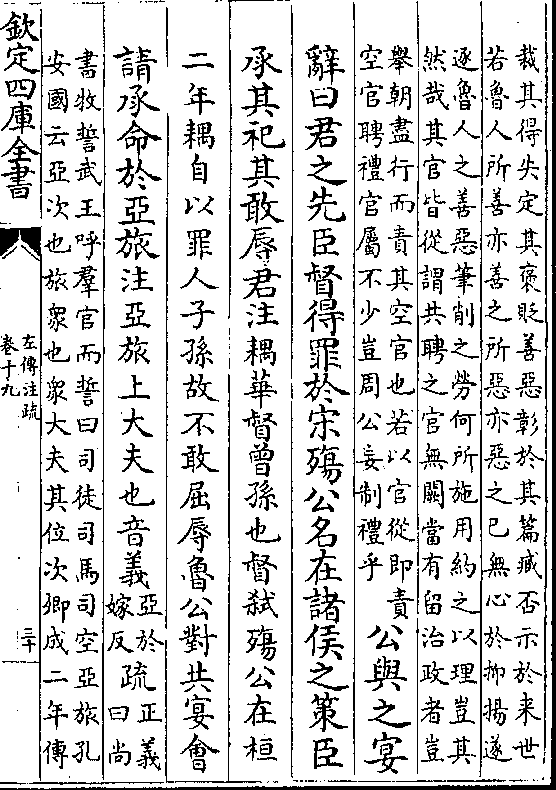 裁其得失定其褒貶善惡彰於其篇臧否示於来世
若魯人所善亦善之所惡亦惡之已無心於抑揚遂
逐魯人之善惡筆削之勞何所施用約之以理豈其
然哉其官皆從謂共聘之官無闕當有留治政者豈
舉朝盡行而責其空官也若以官從即責
空官聘禮官屬不少豈周公妄制禮乎
公與之宴
辭曰君之先臣督得罪於宋殤公名在諸侯之策臣
承其祀其敢辱君注耦華督曾孫也督弑殤公在桓
二年耦自以罪人子孫故不敢屈辱魯公對共宴會
請承命於亞旅注亞旅上大夫也音義
亞於
嫁反
疏
正義
曰尚
書牧誓武王呼羣官而誓曰司徒司馬司空亞旅孔
安國云亞次也旅衆也衆大夫其位次卿成二年傳
欽定四庫全書
左傳注疏
卷十九
三十